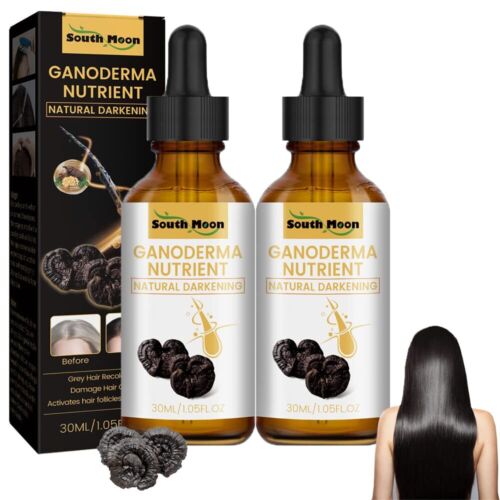 South Moon
GANODERMA
NUTRIENT
NATURAL DARKENING
Before
Grey Hair Recol
Damage Hair
Activates hair follicles
30ML/1.05
South Moon
GANODERMA
NUTRIENT
NATURAL DARKENING
30ML/1.05FL.OZ
South Moon
GANODERMA
NUTRIENT
NATURAL DARKENING
30ML/1.05FL.OZ